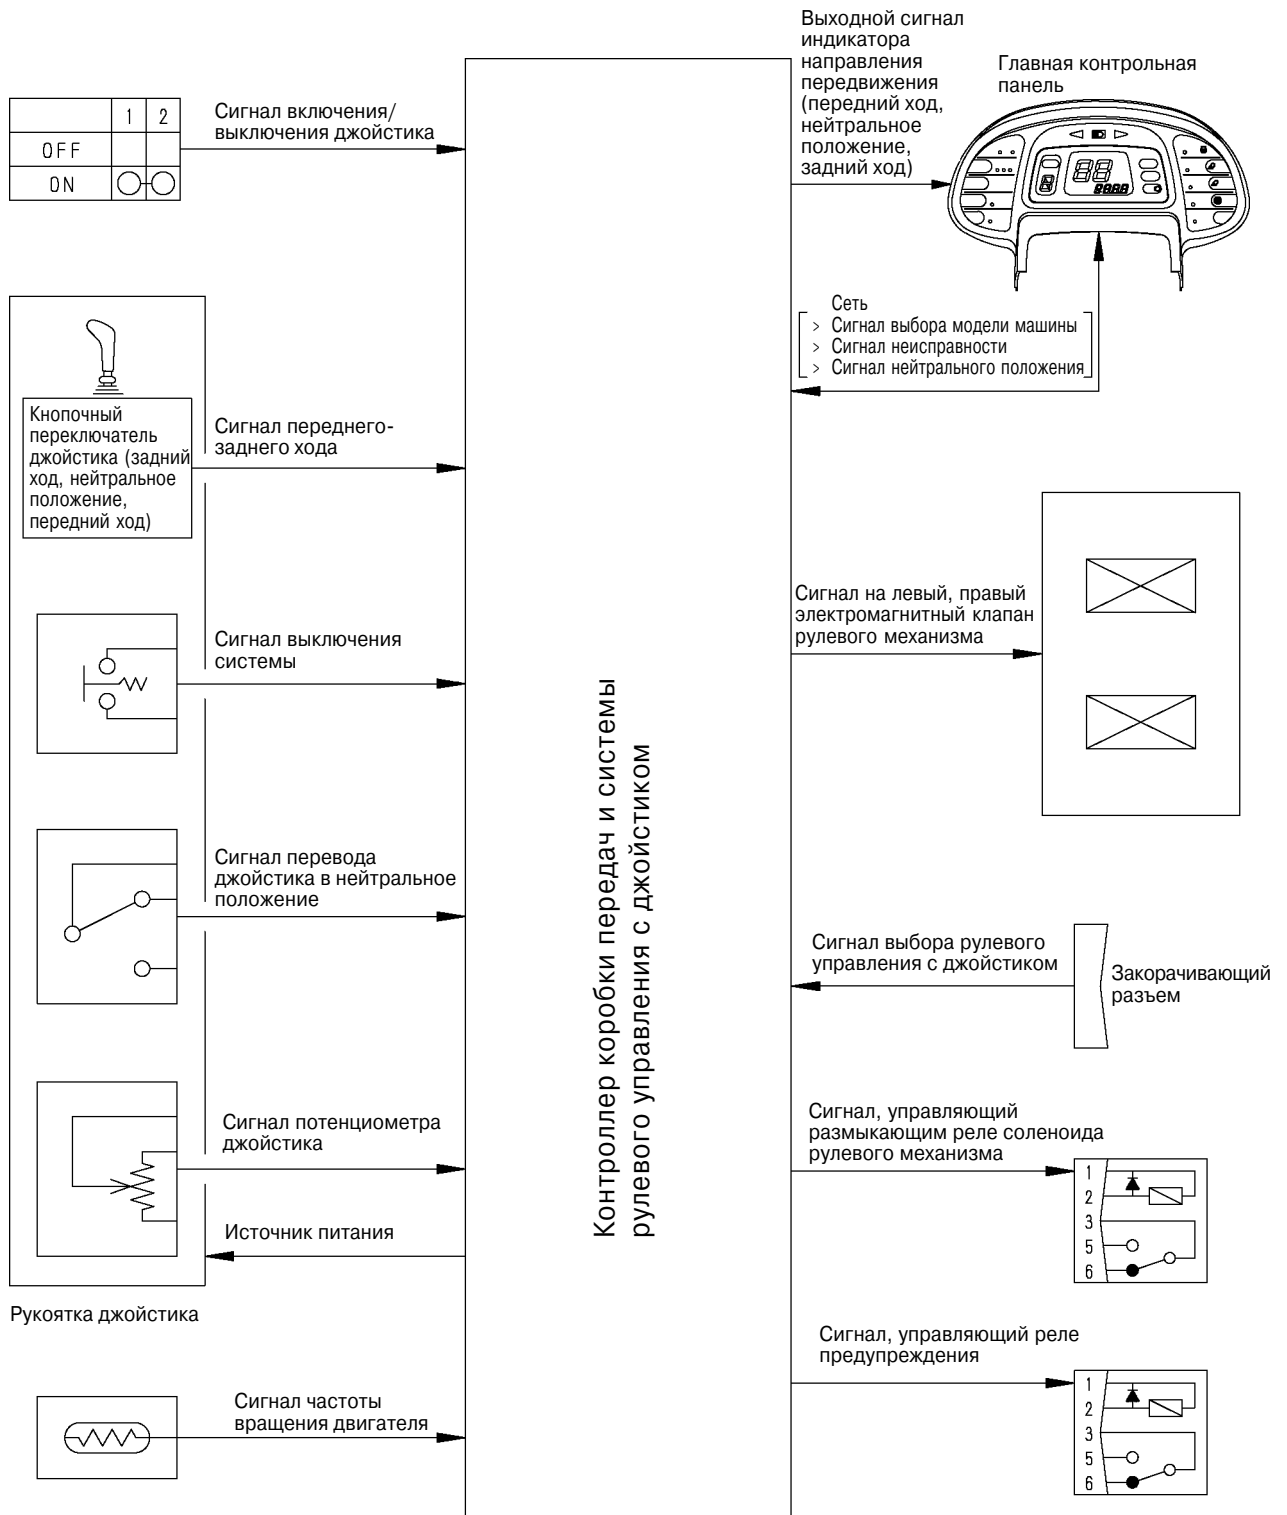 Выходной сигнал
индикатора
направления
передвижения
(передний ход,
нейтральное
положение,
задний ход)
Главная контрольная
панель
1 2
OFF
ON
Сигнал включения/
выключения джойстика
Сеть
> Сигнал выбора модели машины
> Сигнал неисправности
> Сигнал нейтрального положения
Кнопочный
переключатель
джойстика (задний
ход, нейтральное
положение,
передний ход)
Сигнал переднего-
заднего хода
Сигнал на левый, правый
электромагнитный клапан
рулевого механизма
Сигнал выключения
системы
Контроллер коробки передач и системы
рулевого управления с джойстиком
Сигнал перевода
джойстика в нейтральное
положение
Сигнал выбора рулевого
управления с джойстиком
Закорачивающий
разъем
Сигнал потенциометра
джойстика
Источник питания
Сигнал, управляющий
размыкающим реле соленоида
рулевого механизма
1
2
3
5
6
Рукоятка джойстика
Сигнал, управляющий реле
предупреждения
1
2
3
5
6
Сигнал частоты
вращения двигателя